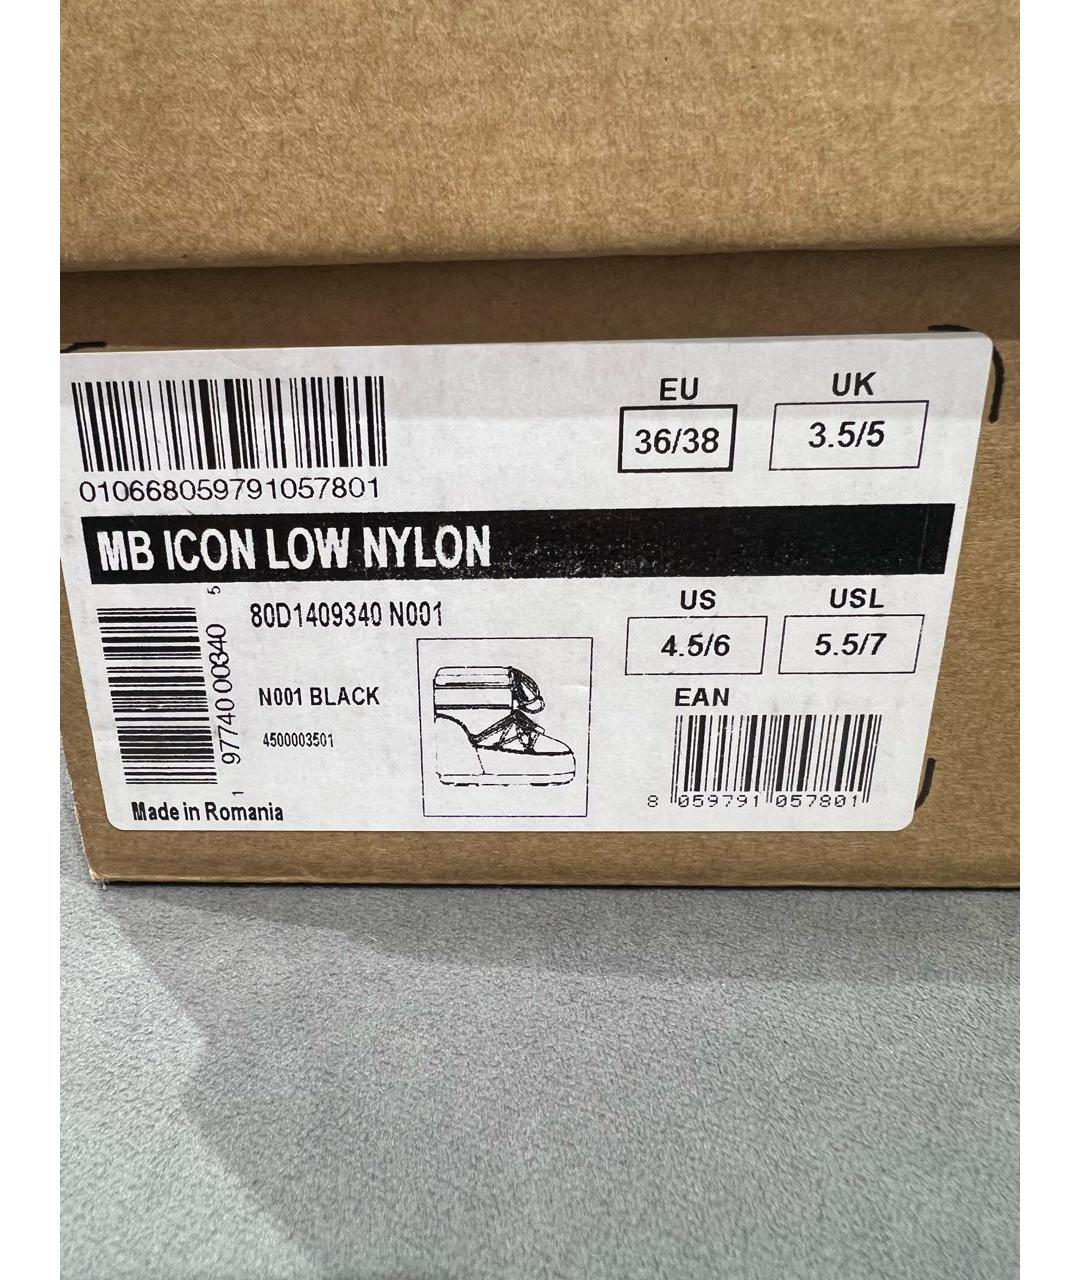 EU UK
36/38 3.5/5
010668059791057801
MB ICON LOW NYLON
80D1409340 N001
US USL
4.5/6 5.5/7
N001 BLACK
4500003501
EAN
8 059791 057801
1 97740 00340 5
Made in Romania